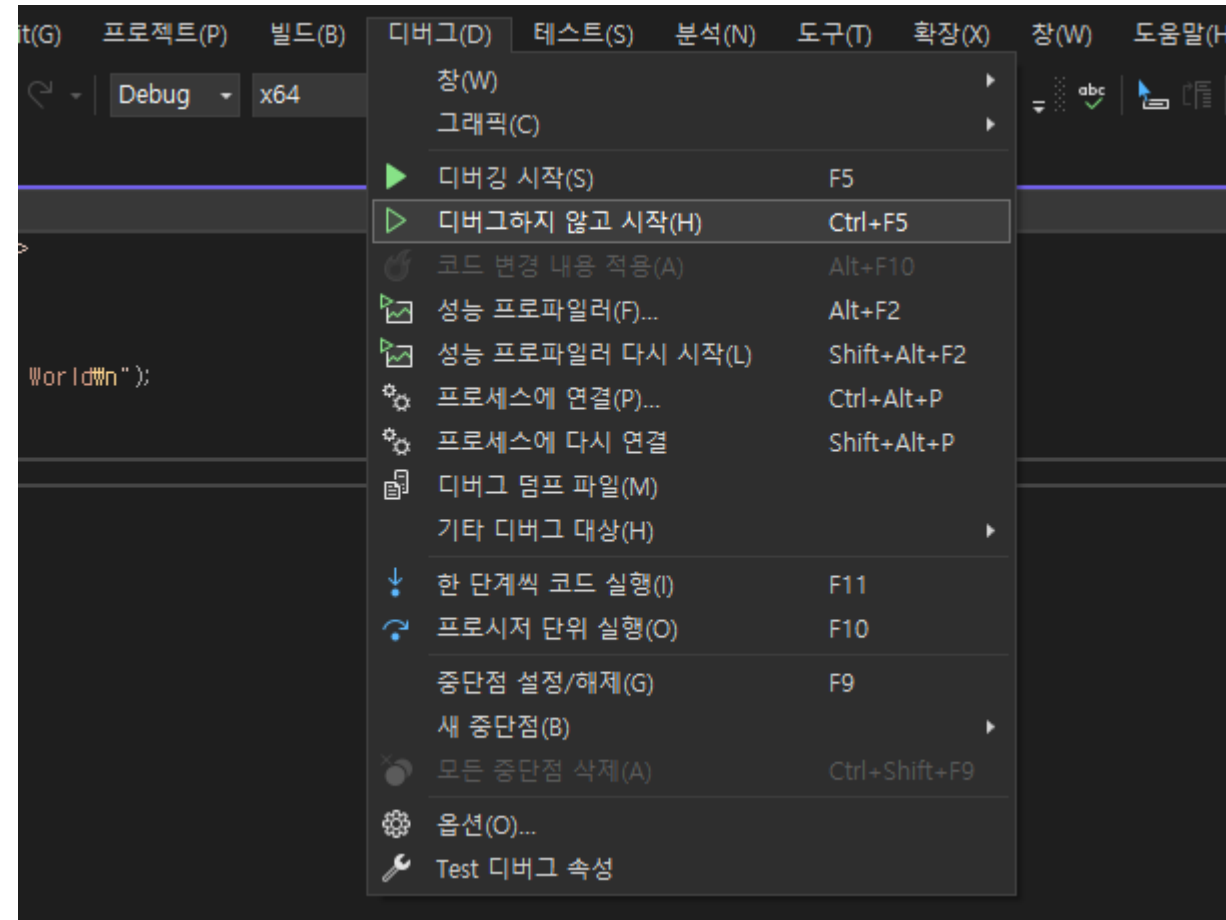 it(G) 프로젝트(P) 빌드(B) 디버그(D) 테스트(S) 분석(N) 도구(T) 확장(X) 창(W) 도움말(H
Debug x64
abc
창(W)
그래픽(C)
디버깅 시작(S) F5
디버그하지 않고 시작(H) Ctrl+F5
코드 변경 내용 적용(A) Alt+F10
성능 프로파일러(F)... Alt+F2
성능 프로파일러 다시 시작(L) Shift+Alt+F2
World₩n");
프로세스에 연결(P)... Ctrl+Alt+P
프로세스에 다시 연결 Shift+Alt+P
디버그 덤프 파일(M)
기타 디버그 대상(H)
한 단계씩 코드 실행(I) F11
프로시저 단위 실행(O) F10
중단점 설정/해제(G) F9
새 중단점(B)
모든 중단점 삭제(A) Ctrl+Shift+F9
옵션(O)...
Test 디버그 속성